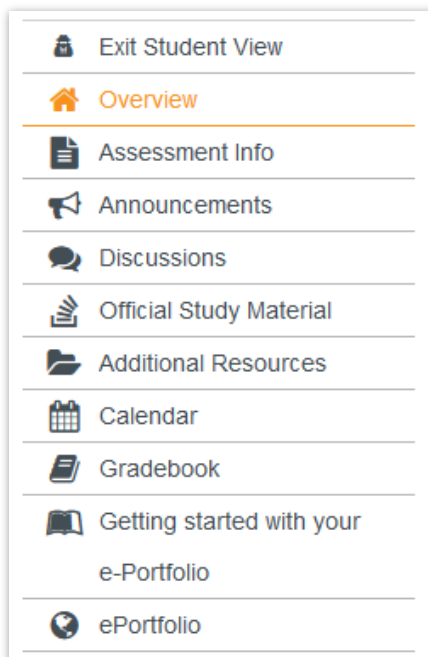 Exit Student View
Overview
Assessment Info
Announcements
Discussions
Official Study Material
Additional Resources
Calendar
Gradebook
Getting started with your
e-Portfolio
ePortfolio